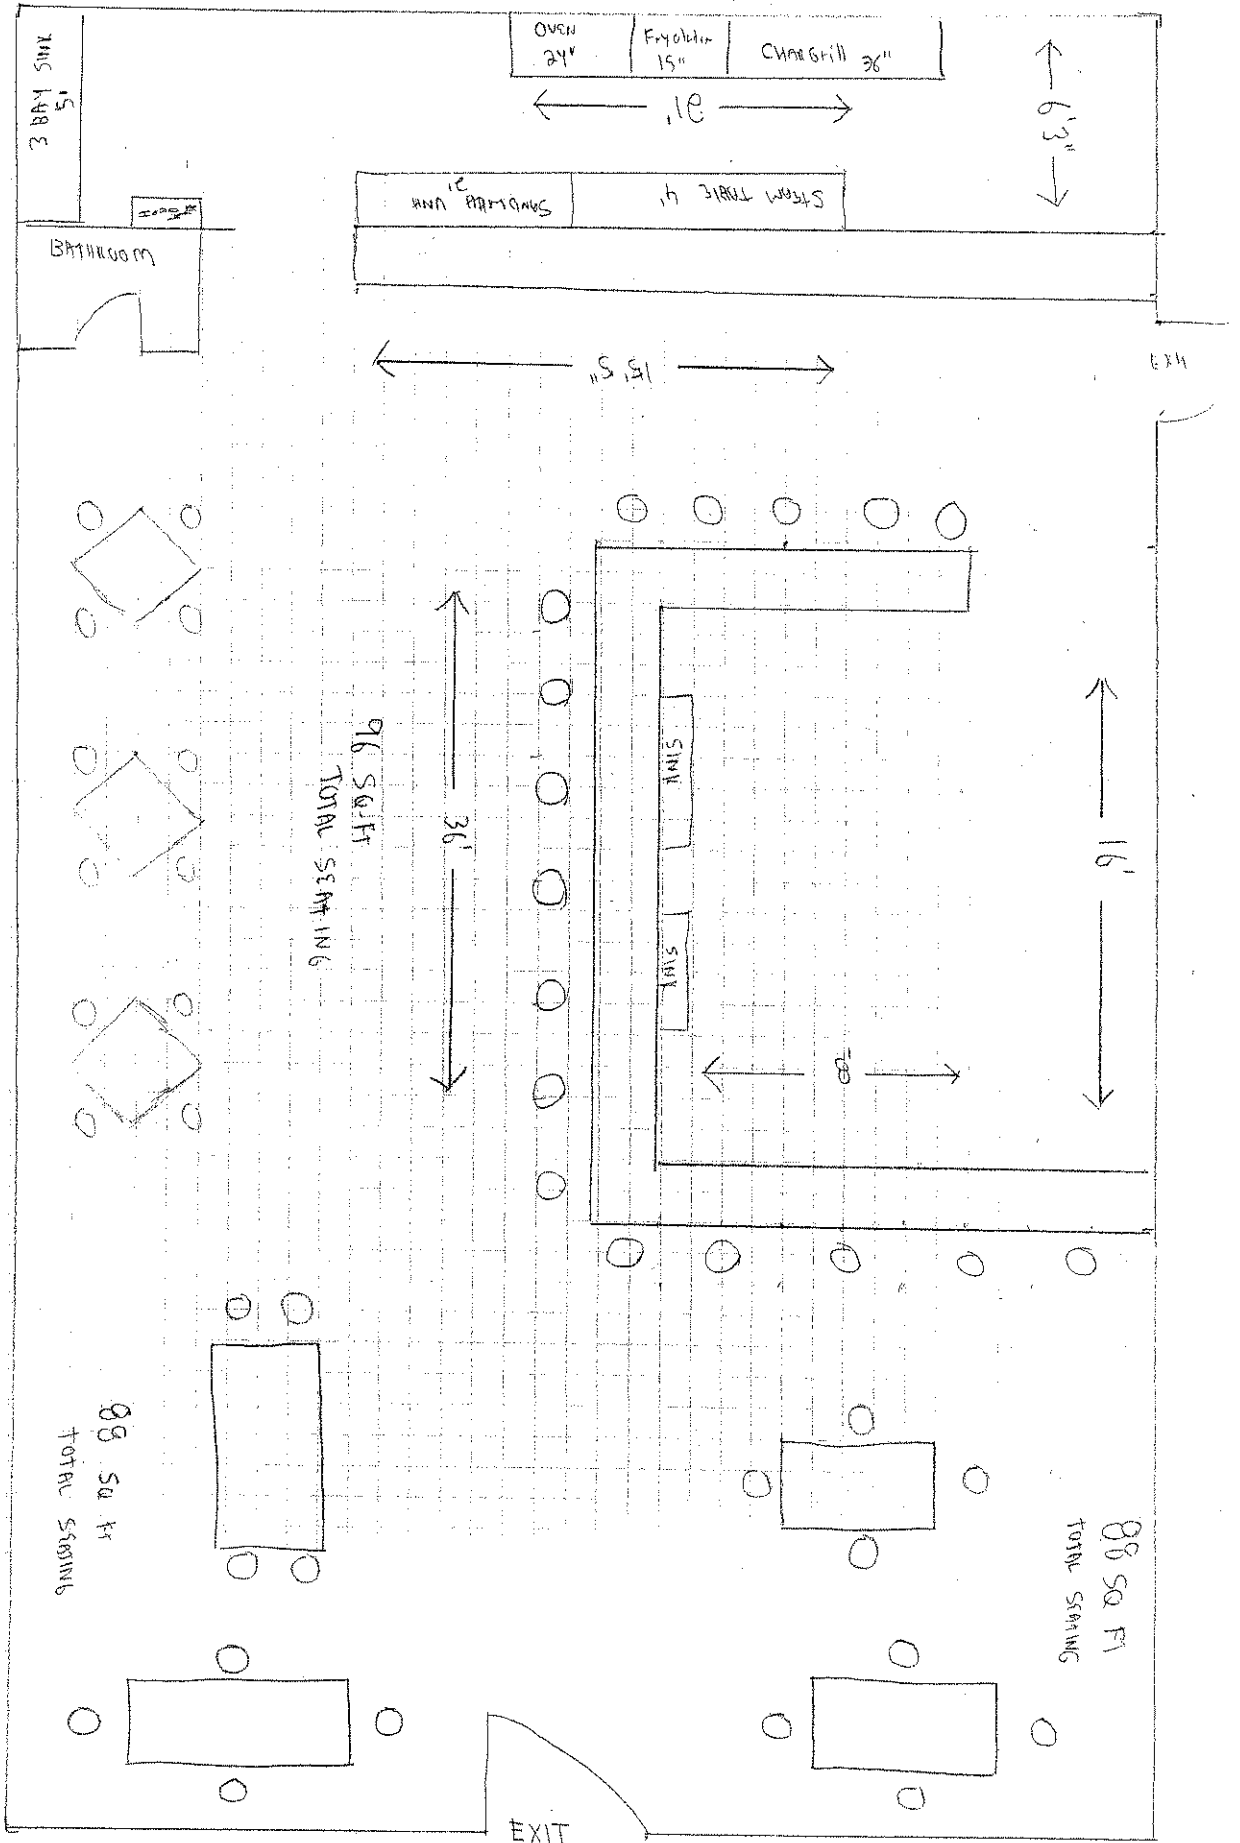 OVEN
24"
Fryolator
15"
CHARGrill 36"
21'
6'3"
3 BAY SINK
5'
STEAM TABLE 4'
SANDWICH UNIT
2'
BATHROOM
15'5"
EXIT
36'
96 SQ Ft
TOTAL SEATING
SINK
SINK
8'
16'
88 SQ Ft
TOTAL SEATING
88 SQ FT
TOTAL SEATING
EXIT